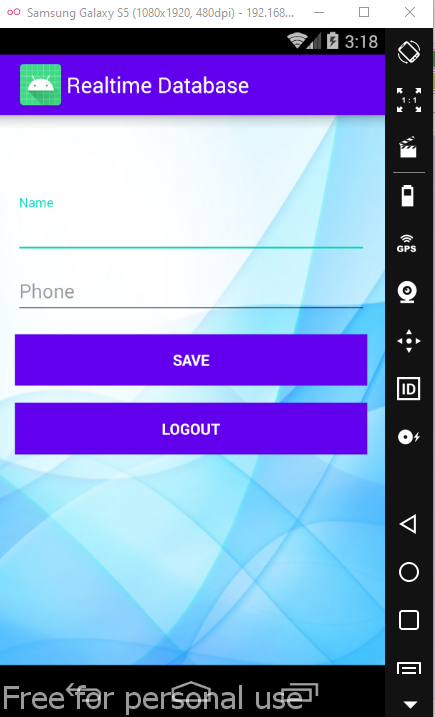 Samsung Galaxy S5 (1080x1920, 480dpi) - 192.168...
3:18
Realtime Database
1:1
Name
Phone
SAVE
LOGOUT
GPS
ID
Free for personal use